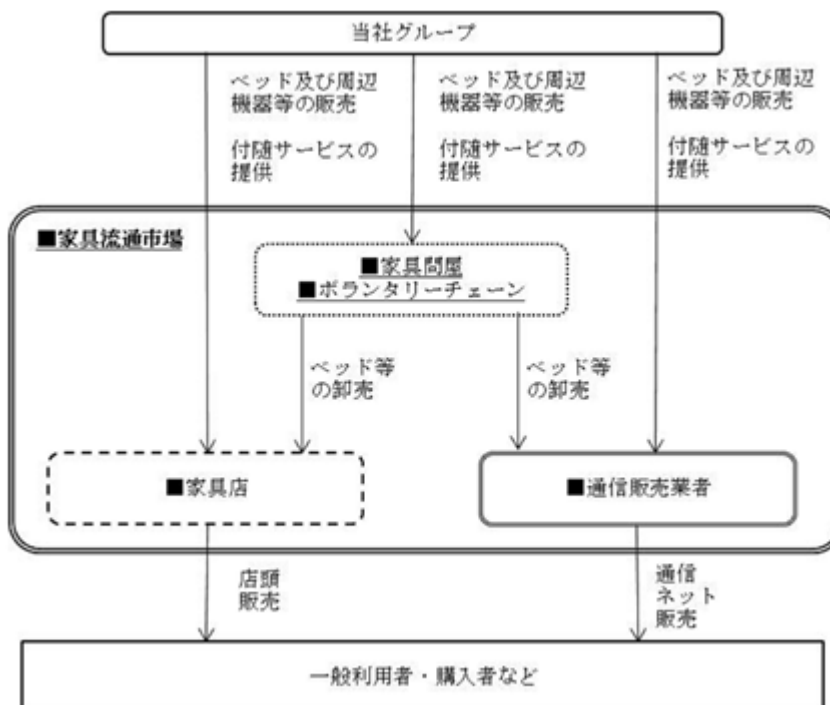 当社グループ
ベッド及び周辺
機器等の販売
付随サービスの
提供
ベッド及び周辺
機器等の販売
付随サービスの
提供
ベッド及び周辺
機器等の販売
付随サービスの
提供
■家具流通市場
■家具問屋
■ボランタリーチェーン
ベッド等
の卸売
ベッド等
の卸売
■家具店
■通信販売業者
店頭
販売
通信
ネット
販売
一般利用者・購入者など